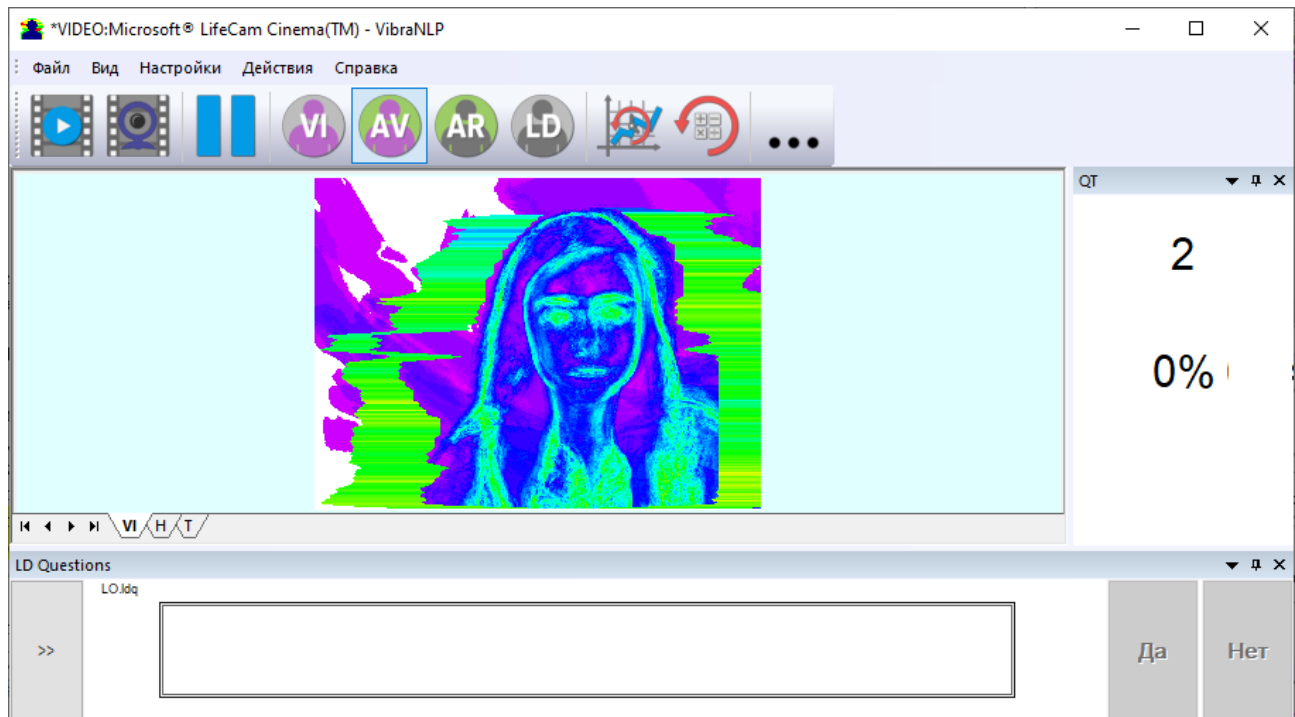 *VIDEO:Microsoft® LifeCam Cinema(TM) - VibraNLP
Файл Вид Настройки Действия Справка
VI AV AR LD
QT
2
0%
VI H T
LD Questions
LO.ldq
>>
Да Нет